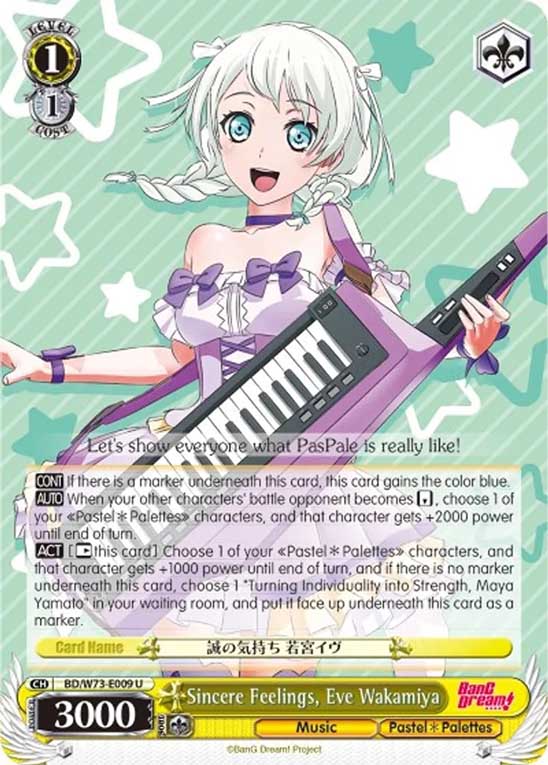 LEVEL
1
1
COST
Let's show everyone what PasPale is really like!
CONT If there is a marker underneath this card, this card gains the color blue.
AUTO When your other characters' battle opponent becomes, choose 1 of
your «Pastel＊Palettes» characters, and that character gets +2000 power
until end of turn.
ACT [this card] Choose 1 of your «Pastel＊Palettes» characters, and
that character gets +1000 power until end of turn, and if there is no marker
underneath this card, choose 1 "Turning Individuality into Strength, Maya
Yamato" in your waiting room, and put it face up underneath this card as a
marker.
Card Name 誠の気持ち 若宮イヴ
CH BD/W73-E009 U
Sincere Feelings, Eve Wakamiya
BanG Dream!
POWER 3000 SOUL
Music Pastel＊Palettes
©BanG Dream! Project